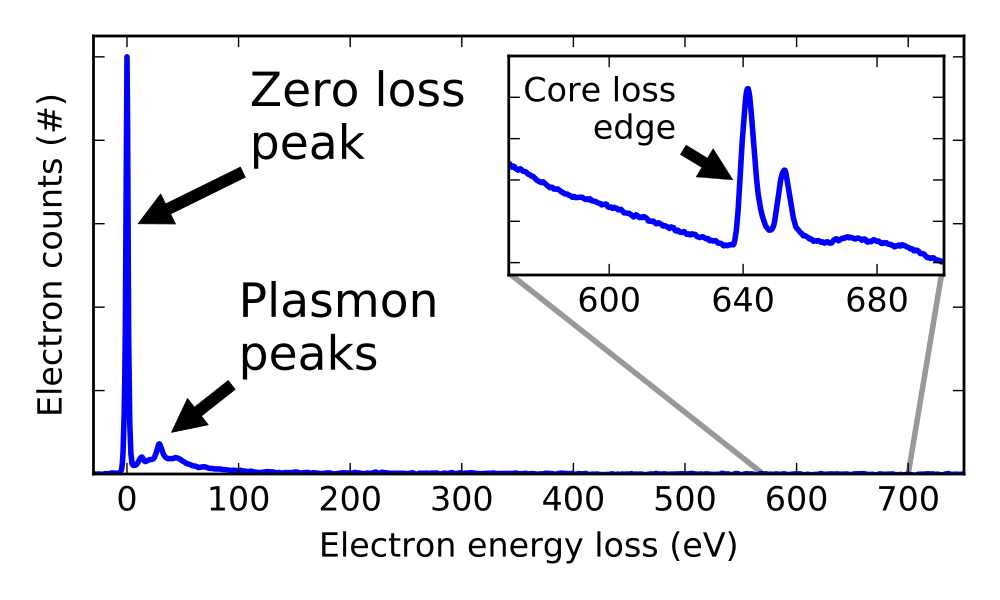 Zero loss
peak
Core loss
edge
Plasmon
peaks
600 640 680
Electron counts (#)
0 100 200 300 400 500 600 700
Electron energy loss (eV)